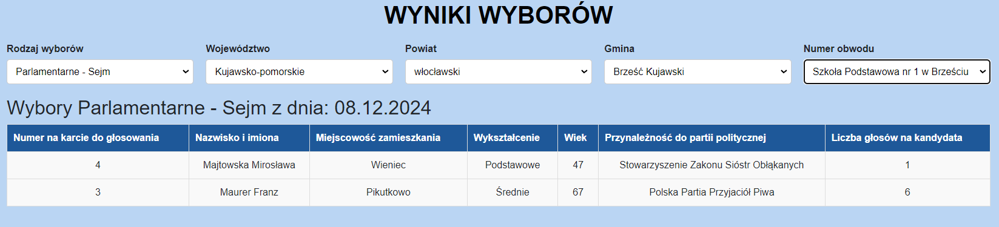 WYNIKI WYBORÓW
Rodzaj wyborów Województwo Powiat Gmina Numer obwodu
Parlamentarne - Sejm Kujawsko-pomorskie włocławski Brześć Kujawski Szkoła Podstawowa nr 1 w Brześciu
Wybory Parlamentarne - Sejm z dnia: 08.12.2024
Numer na karcie do głosowania Nazwisko i imiona Miejscowość zamieszkania Wykształcenie Wiek Przynależność do partii politycznej Liczba głosów na kandydata
4 Majtowska Mirosława Wieniec Podstawowe 47 Stowarzyszenie Zakonu Sióstr Obłąkanych 1
3 Maurer Franz Pikutkowo Średnie 67 Polska Partia Przyjaciół Piwa 6